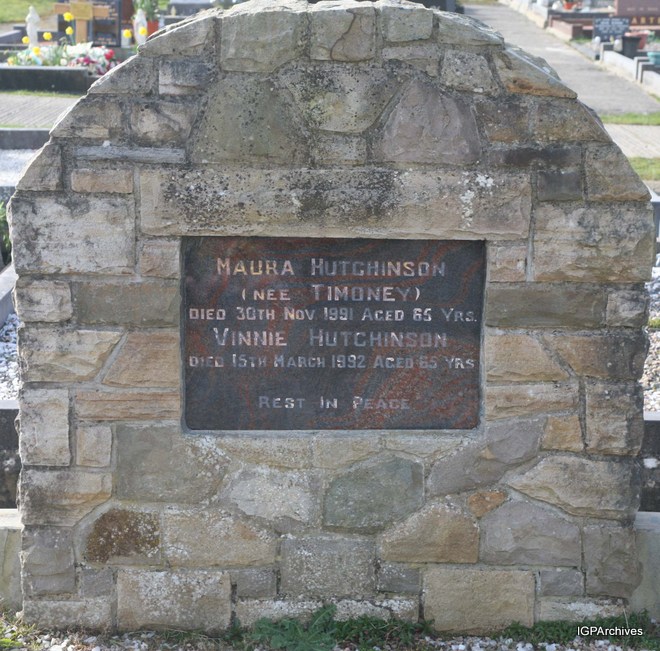 MAURA HUTCHINSON
(NEE TIMONEY)
DIED 30TH NOV. 1991 AGED 65 YRS.
VINNIE HUTCHINSON
DIED 15TH MARCH 1992 AGED 65 YRS
REST IN PEACE
IGPArchives